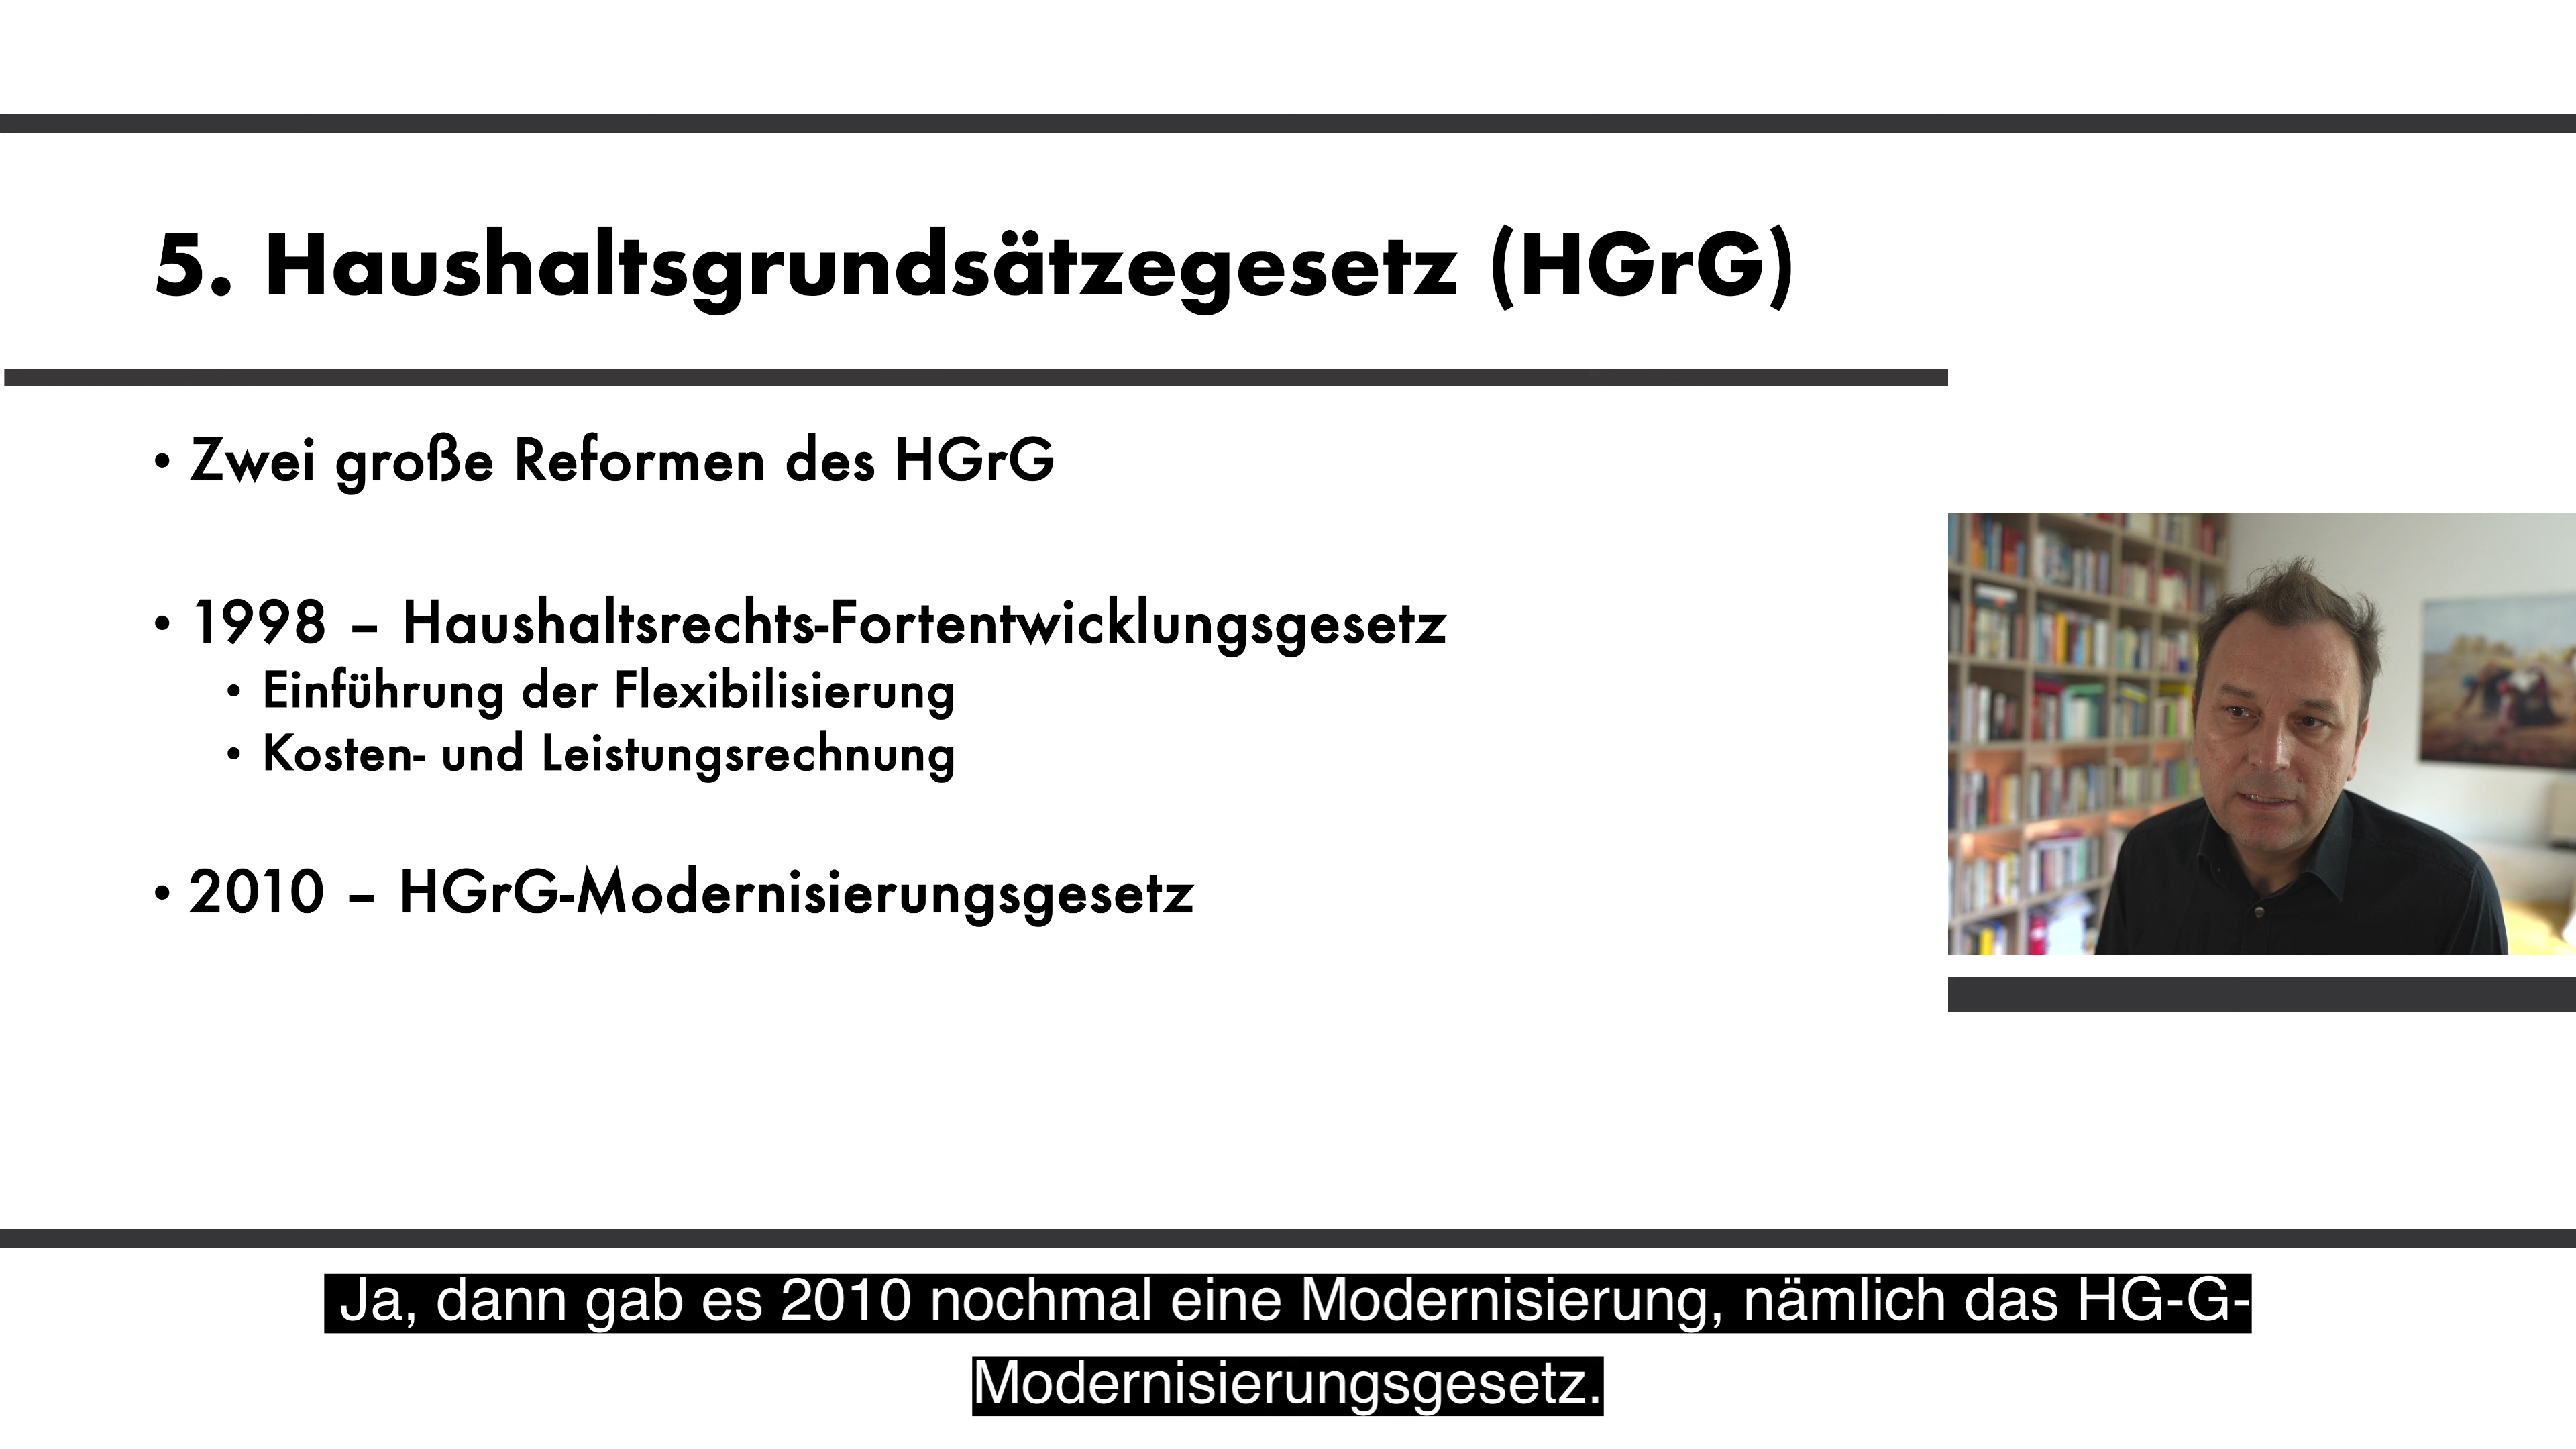 5. Haushaltsgrundsätzegesetz (HGrG)
• Zwei große Reformen des HGrG
• 1998 – Haushaltsrechts-Fortentwicklungsgesetz
• Einführung der Flexibilisierung
• Kosten- und Leistungsrechnung
• 2010 – HGrG-Modernisierungsgesetz
Ja, dann gab es 2010 nochmal eine Modernisierung, nämlich das HG-G-
Modernisierungsgesetz.